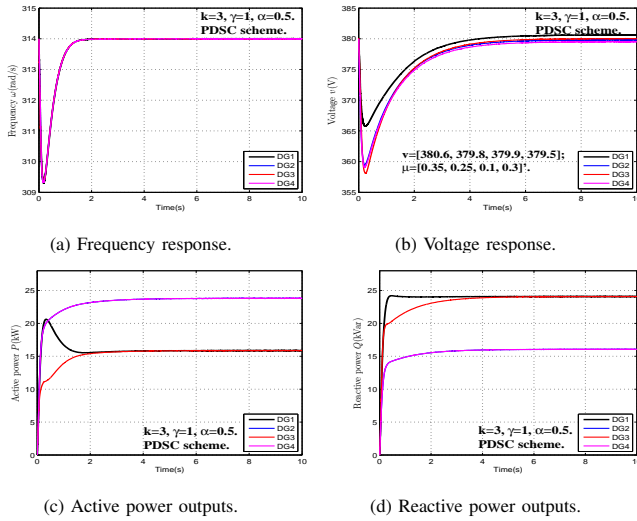 k=3, γ=1, α=0.5.
PDSC scheme.
Frequency ω(rad/s)
315
314
313
312
311
310
309
0 2 4 6 8 10
Time(s)
DG1
DG2
DG3
DG4
(a) Frequency response.
k=3, γ=1, α=0.5.
PDSC scheme.
Voltage v(V)
385
380
375
370
365
360
355
v=[380.6, 379.8, 379.9, 379.5];
μ=[0.35, 0.25, 0.1, 0.3]'.
0 2 4 6 8 10
Time(s)
DG1
DG2
DG3
DG4
(b) Voltage response.
Active power P(kW)
25
20
15
10
5
0
k=3, γ=1, α=0.5.
PDSC scheme.
0 2 4 6 8 10
Time(s)
DG1
DG2
DG3
DG4
(c) Active power outputs.
Reactive power Q(kVar)
25
20
15
10
5
0
k=3, γ=1, α=0.5.
PDSC scheme.
0 2 4 6 8 10
Time(s)
DG1
DG2
DG3
DG4
(d) Reactive power outputs.